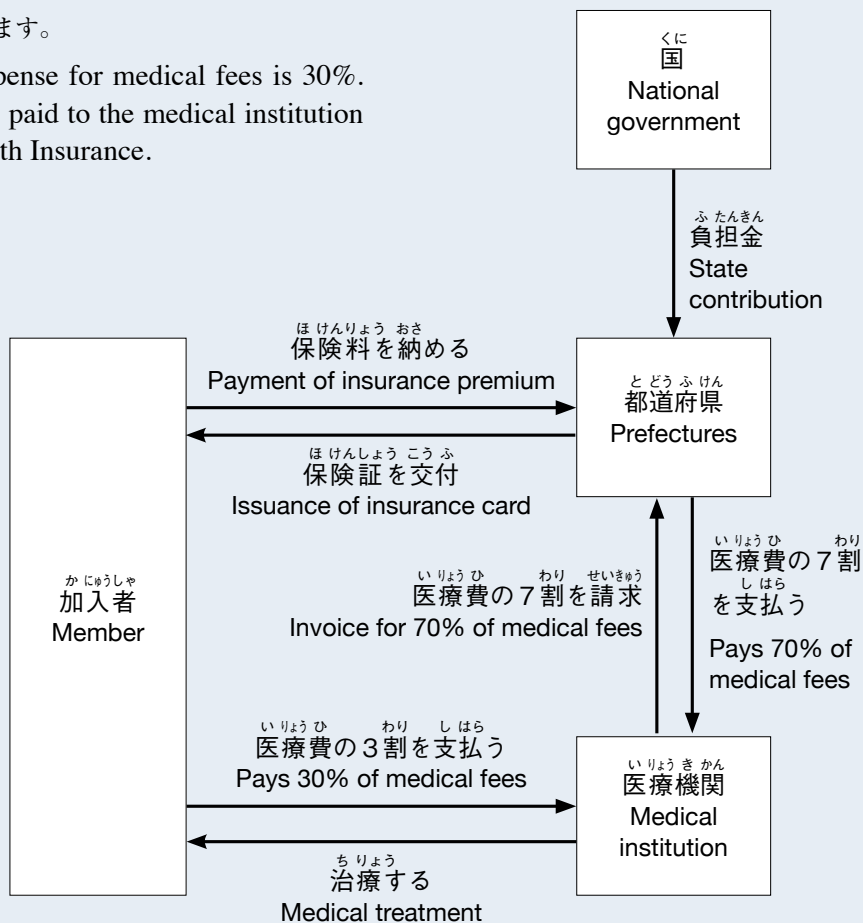 ます。
pense for medical fees is 30%.
paid to the medical institution
th Insurance.
くに
国
National
government
ふたんきん
負担金
State
contribution
ほけんりょう おさ
保険料を納める
Payment of insurance premium
とどうふけん
都道府県
Prefectures
ほけんしょう こうふ
保険証を交付
Issuance of insurance card
かにゅうしゃ
加入者
Member
いりょうひ わり せいきゅう
医療費の7割を請求
Invoice for 70% of medical fees
いりょうひ わり
医療費の7割
しはら
を支払う
Pays 70% of
medical fees
いりょうひ わり しはら
医療費の3割を支払う
Pays 30% of medical fees
いりょうきかん
医療機関
Medical
institution
ちりょう
治療する
Medical treatment